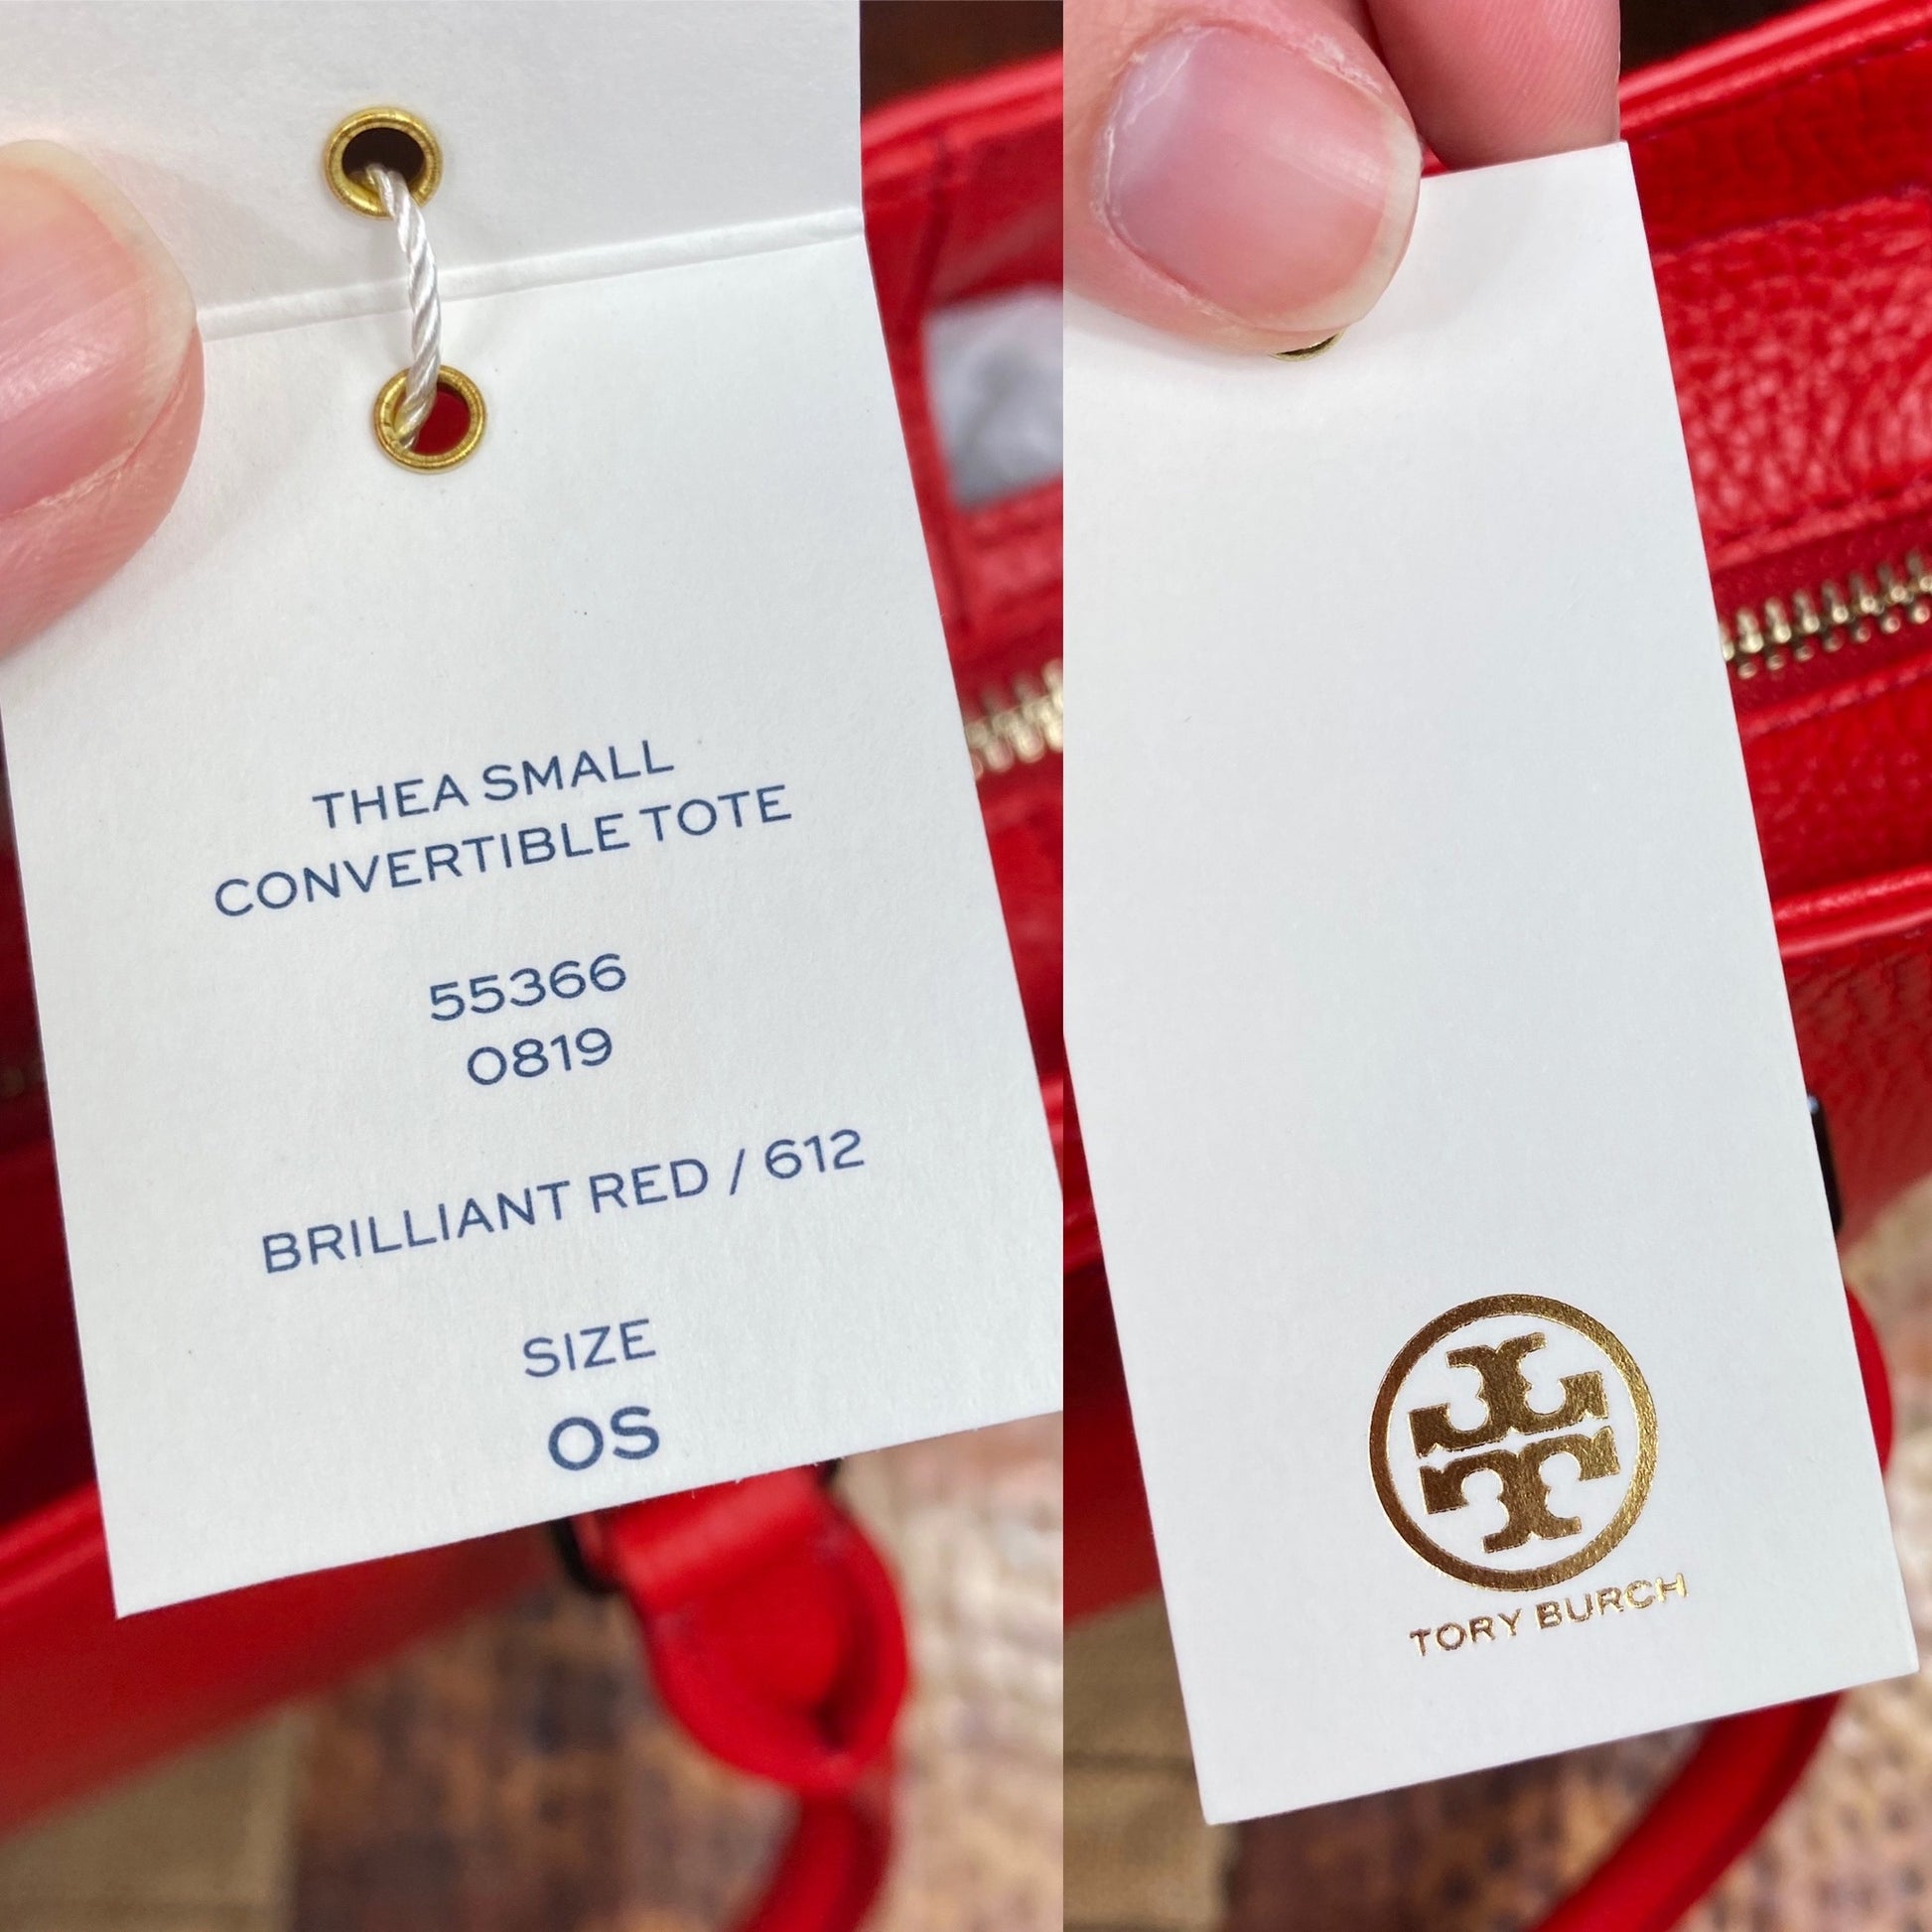 THEA SMALL
CONVERTIBLE TOTE
55366
0819
BRILLIANT RED / 612
SIZE
OS
TORY BURCH